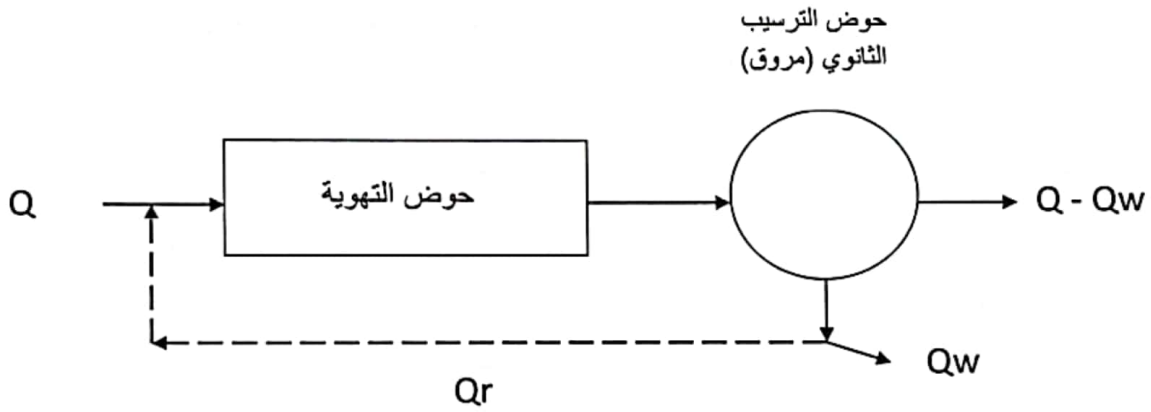 حوض الترسيب
الثانوي (مروق)
Q
حوض التهوية
Q - Qw
Qw
Qr